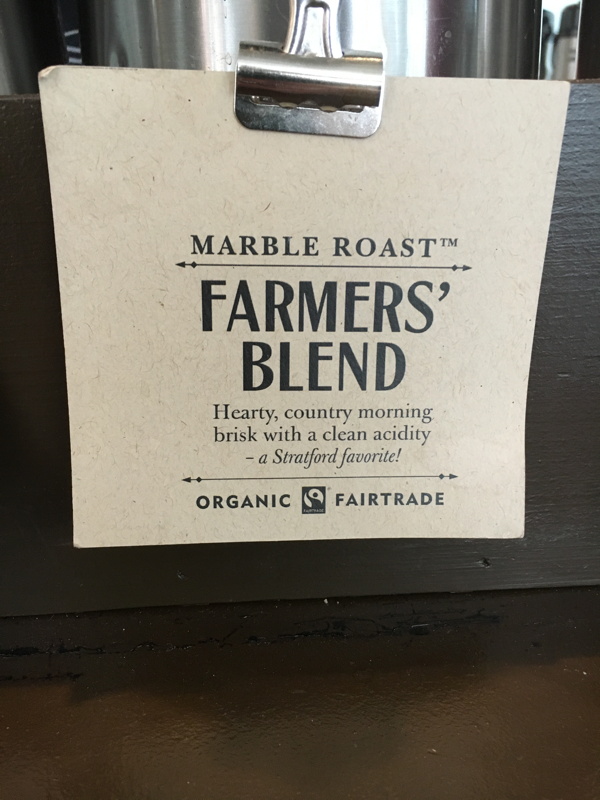 MARBLE ROAST™
FARMERS'
BLEND
Hearty, country morning
brisk with a clean acidity
– a Stratford favorite!
ORGANIC FAIRTRADE